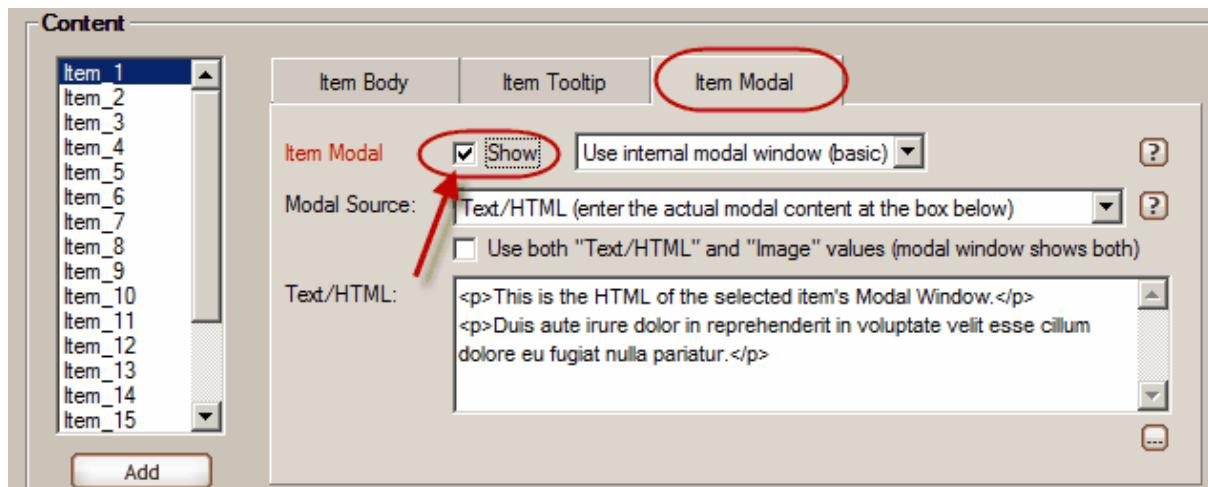 Content
Item_1
Item_2
Item_3
Item_4
Item_5
Item_6
Item_7
Item_8
Item_9
Item_10
Item_11
Item_12
Item_13
Item_14
Item_15
Add
Item Body Item Tooltip Item Modal
Item Modal Show Use internal modal window (basic) ?
Modal Source: Text/HTML (enter the actual modal content at the box below) ?
Use both "Text/HTML" and "Image" values (modal window shows both)
Text/HTML: <p>This is the HTML of the selected item's Modal Window.</p>
<p>Duis aute irure dolor in reprehenderit in voluptate velit esse cillum
dolore eu fugiat nulla pariatur.</p>
...